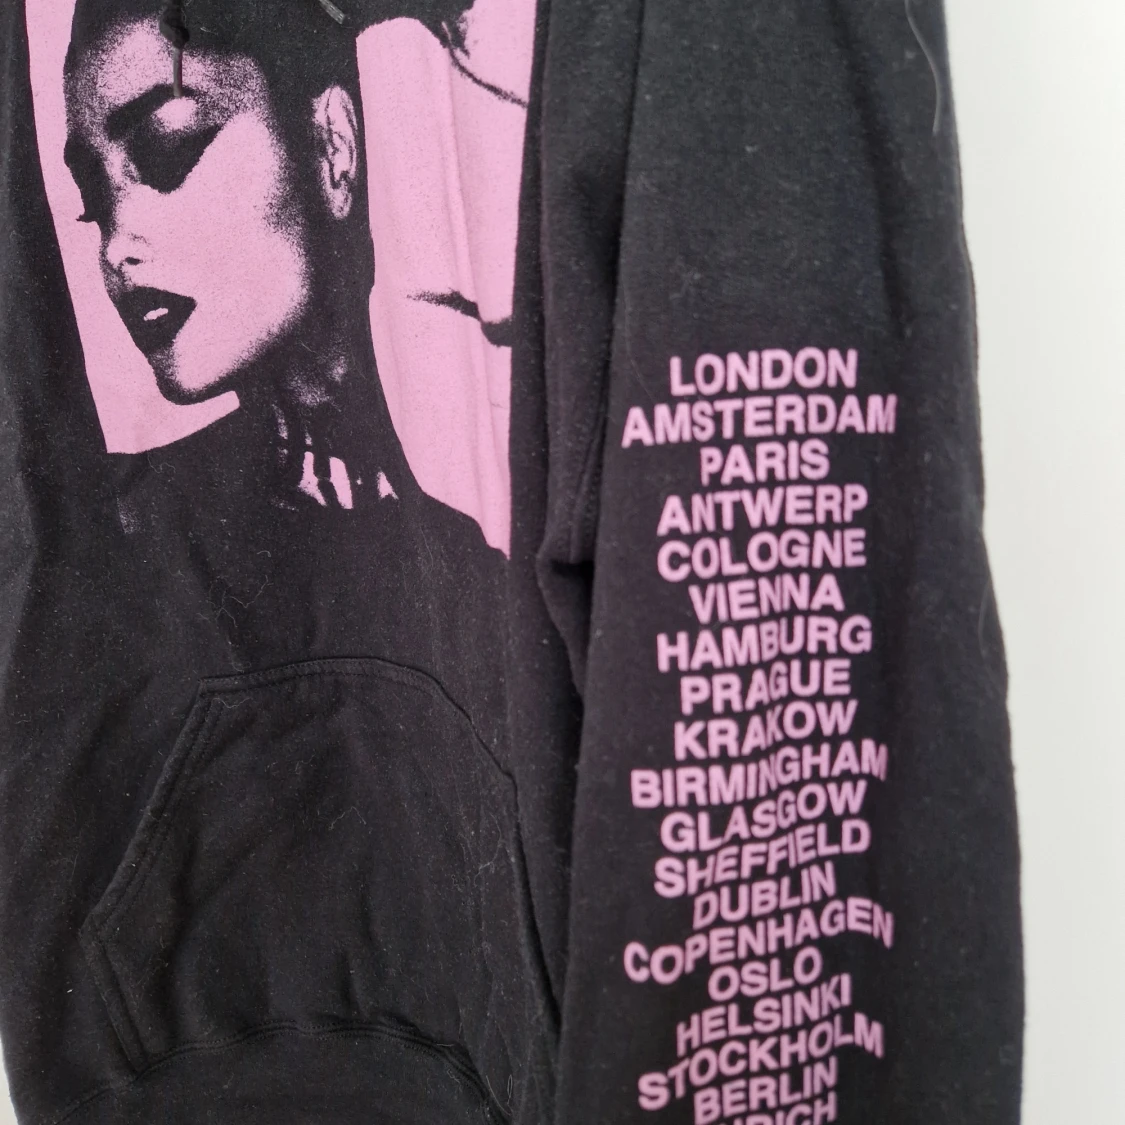 LONDON
AMSTERDAM
PARIS
ANTWERP
COLOGNE
VIENNA
HAMBURG
PRAGUE
KRAKOW
BIRMINGHAM
GLASGOW
SHEFFIELD
DUBLIN
COPENHAGEN
OSLO
HELSINKI
STOCKHOLM
BERLIN